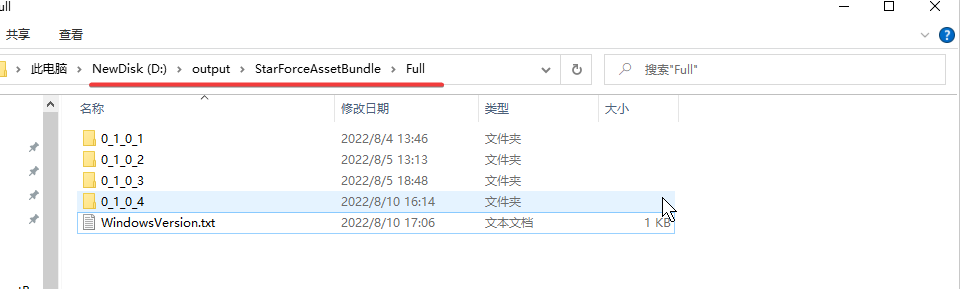 ull
共享 查看
此电脑 > NewDisk (D:) > output > StarForceAssetBundle > Full 搜索"Full"
名称 修改日期 类型 大小
0_1_0_1 2022/8/4 13:46 文件夹
0_1_0_2 2022/8/5 13:13 文件夹
0_1_0_3 2022/8/5 18:48 文件夹
0_1_0_4 2022/8/10 16:14 文件夹
WindowsVersion.txt 2022/8/10 17:06 文本文档 1 KB